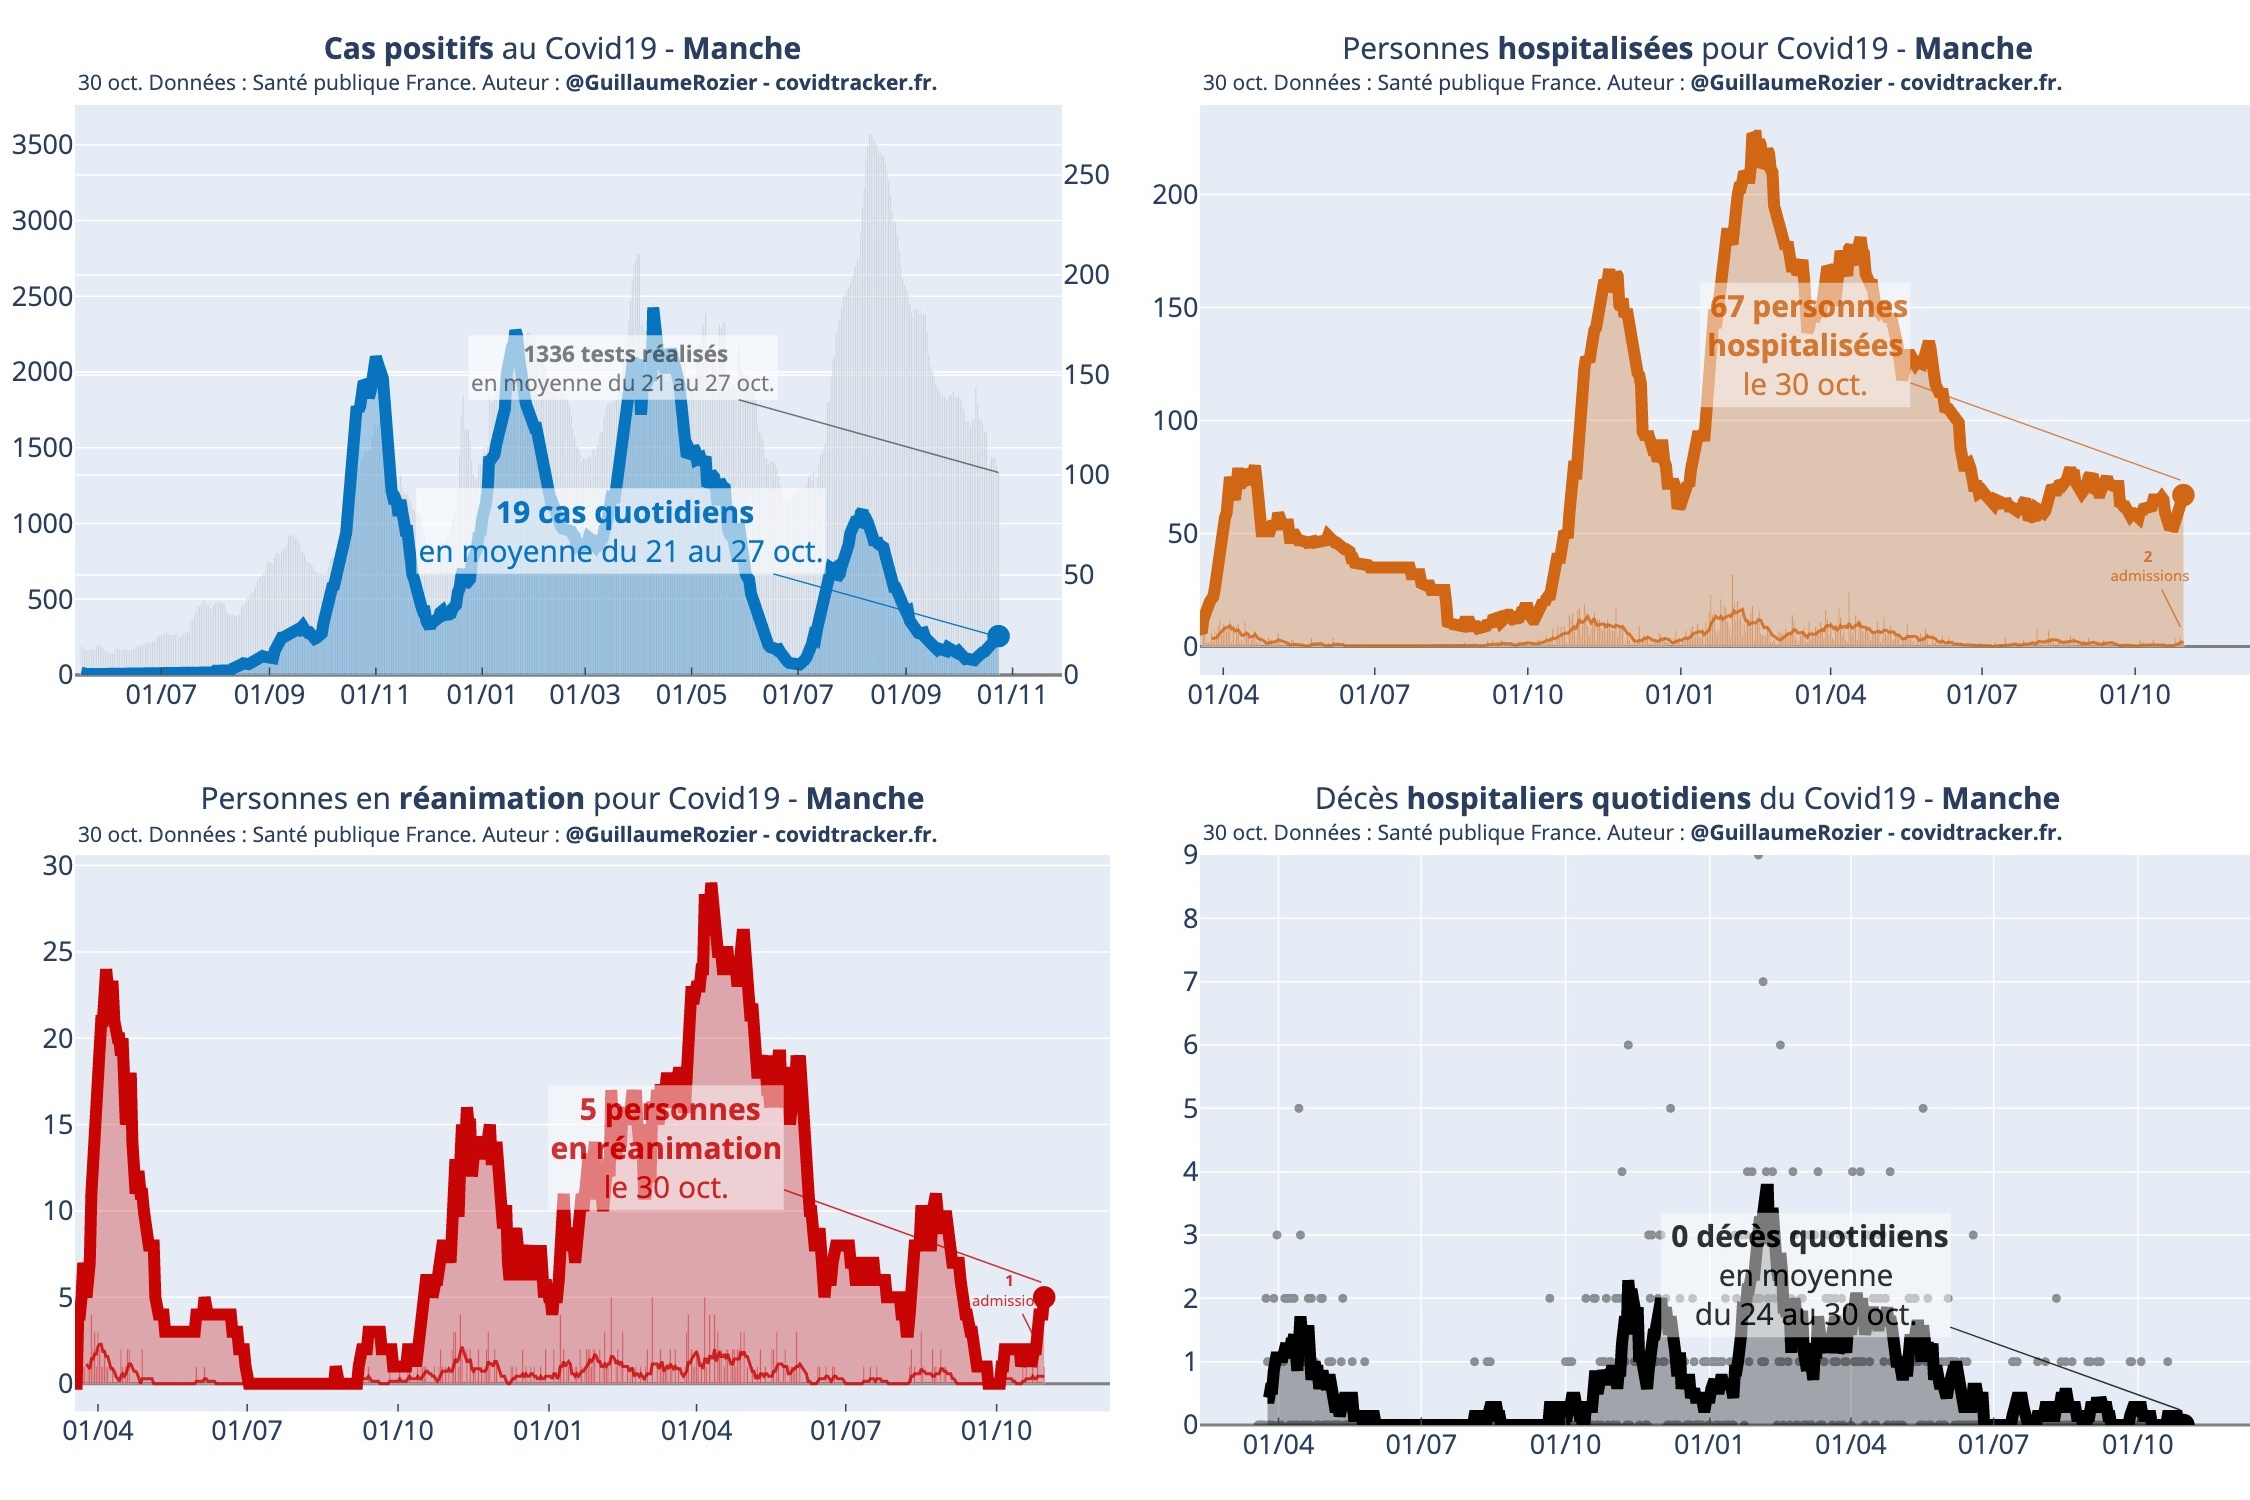 Cas positifs au Covid19 - Manche
30 oct. Données : Santé publique France. Auteur : @GuillaumeRozier - covidtracker.fr.
3500
3000
2500
2000
1500
1000
500
0
250
200
150
100
50
0
1336 tests réalisés
en moyenne du 21 au 27 oct.
19 cas quotidiens
en moyenne du 21 au 27 oct.
01/07 01/09 01/11 01/01 01/03 01/05 01/07 01/09 01/11
Personnes hospitalisées pour Covid19 - Manche
30 oct. Données : Santé publique France. Auteur : @GuillaumeRozier - covidtracker.fr.
200
150
100
50
0
67 personnes
hospitalisées
le 30 oct.
2
admissions
01/04 01/07 01/10 01/01 01/04 01/07 01/10
Personnes en réanimation pour Covid19 - Manche
30 oct. Données : Santé publique France. Auteur : @GuillaumeRozier - covidtracker.fr.
30
25
20
15
10
5
0
5 personnes
en réanimation
le 30 oct.
1
admissio
01/04 01/07 01/10 01/01 01/04 01/07 01/10
Décès hospitaliers quotidiens du Covid19 - Manche
30 oct. Données : Santé publique France. Auteur : @GuillaumeRozier - covidtracker.fr.
9
8
7
6
5
4
3
2
1
0
0 décès quotidiens
en moyenne
du 24 au 30 oct.
01/04 01/07 01/10 01/01 01/04 01/07 01/10